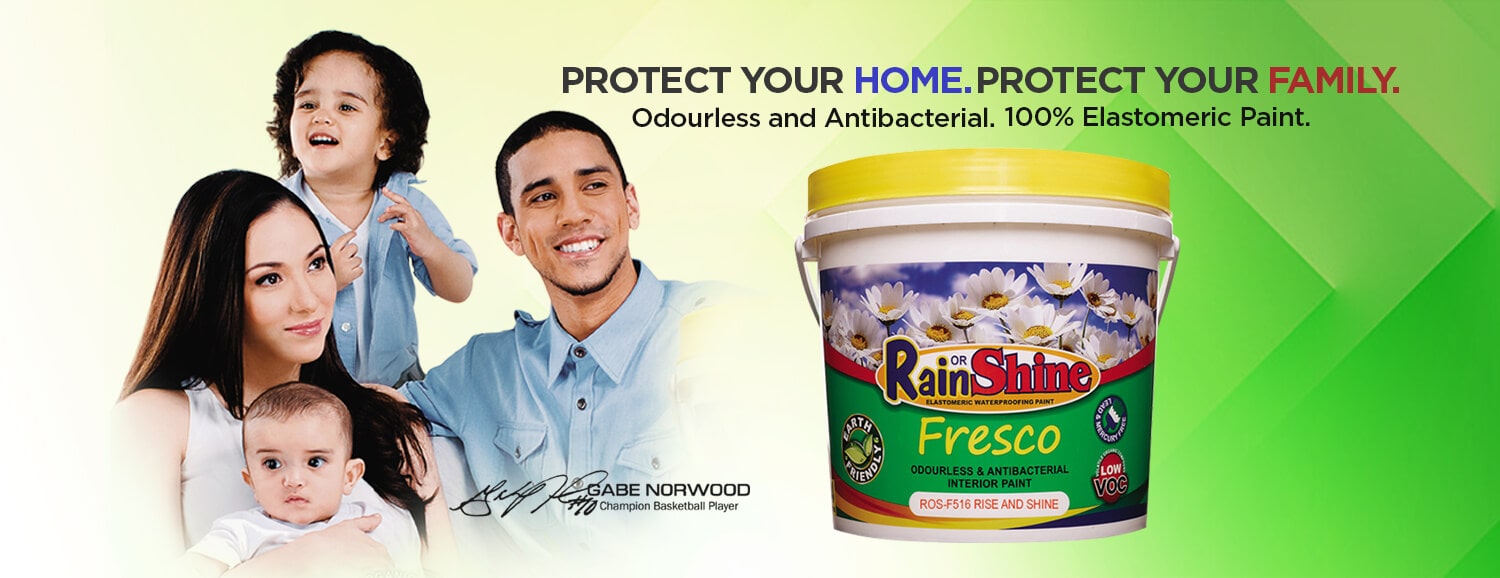 PROTECT YOUR HOME. PROTECT YOUR FAMILY.
Odourless and Antibacterial. 100% Elastomeric Paint.
Rain OR Shine
ELASTOMERIC WATERPROOFING PAINT
Fresco
EARTH FRIENDLY
LEAD & MERCURY FREE
ODOURLESS & ANTIBACTERIAL
INTERIOR PAINT
LOW
VOC
ROS-F516 RISE AND SHINE
#10
GABE NORWOOD
Champion Basketball Player